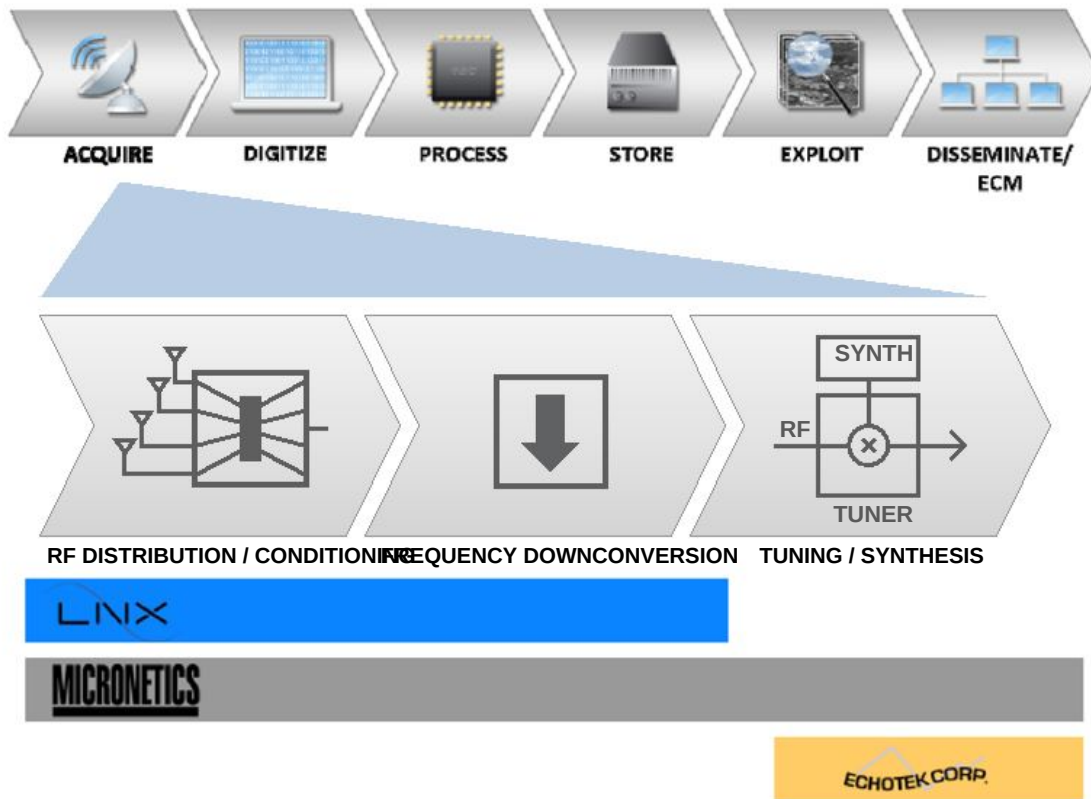 ACQUIRE
DIGITIZE
PROCESS
STORE
EXPLOIT
DISSEMINATE/
ECM
SYNTH
RF
TUNER
RF DISTRIBUTION / CONDITIONING
FREQUENCY DOWNCONVERSION
TUNING / SYNTHESIS
LNX
MICRONETICS
ECHOTEK CORP.